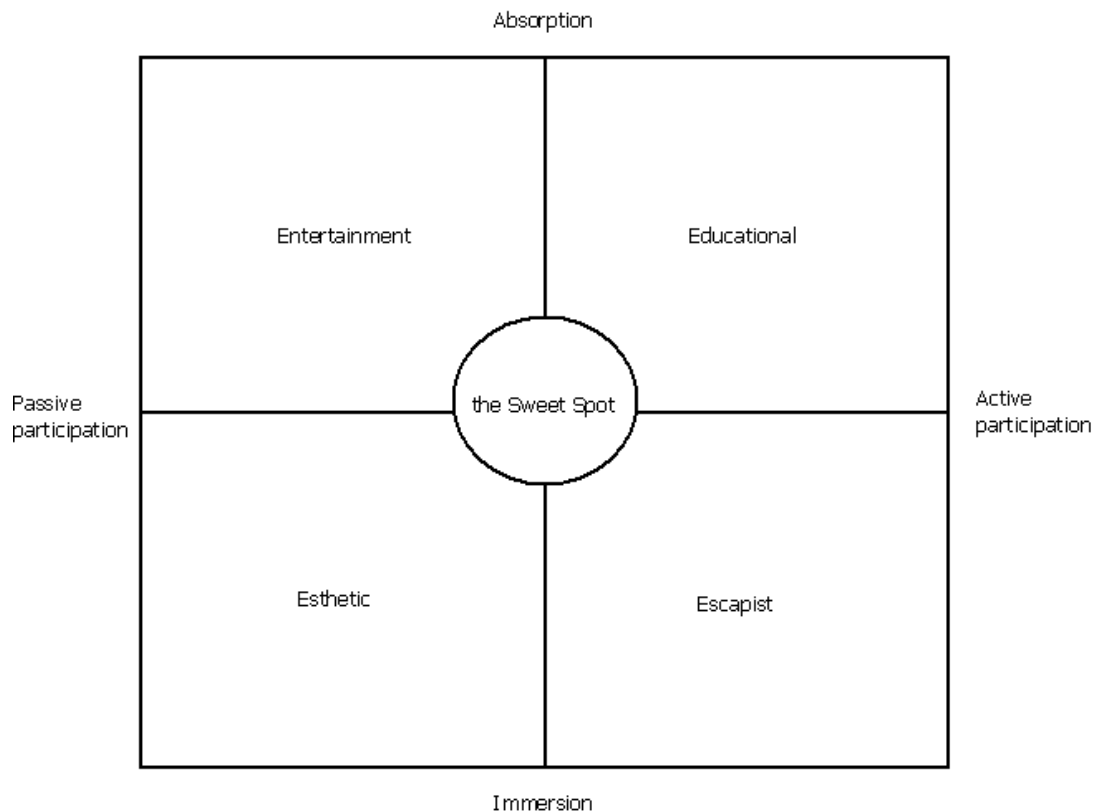 Absorption
Entertainment
Educational
Passive
participation
the Sweet Spot
Active
participation
Esthetic
Escapist
Immersion